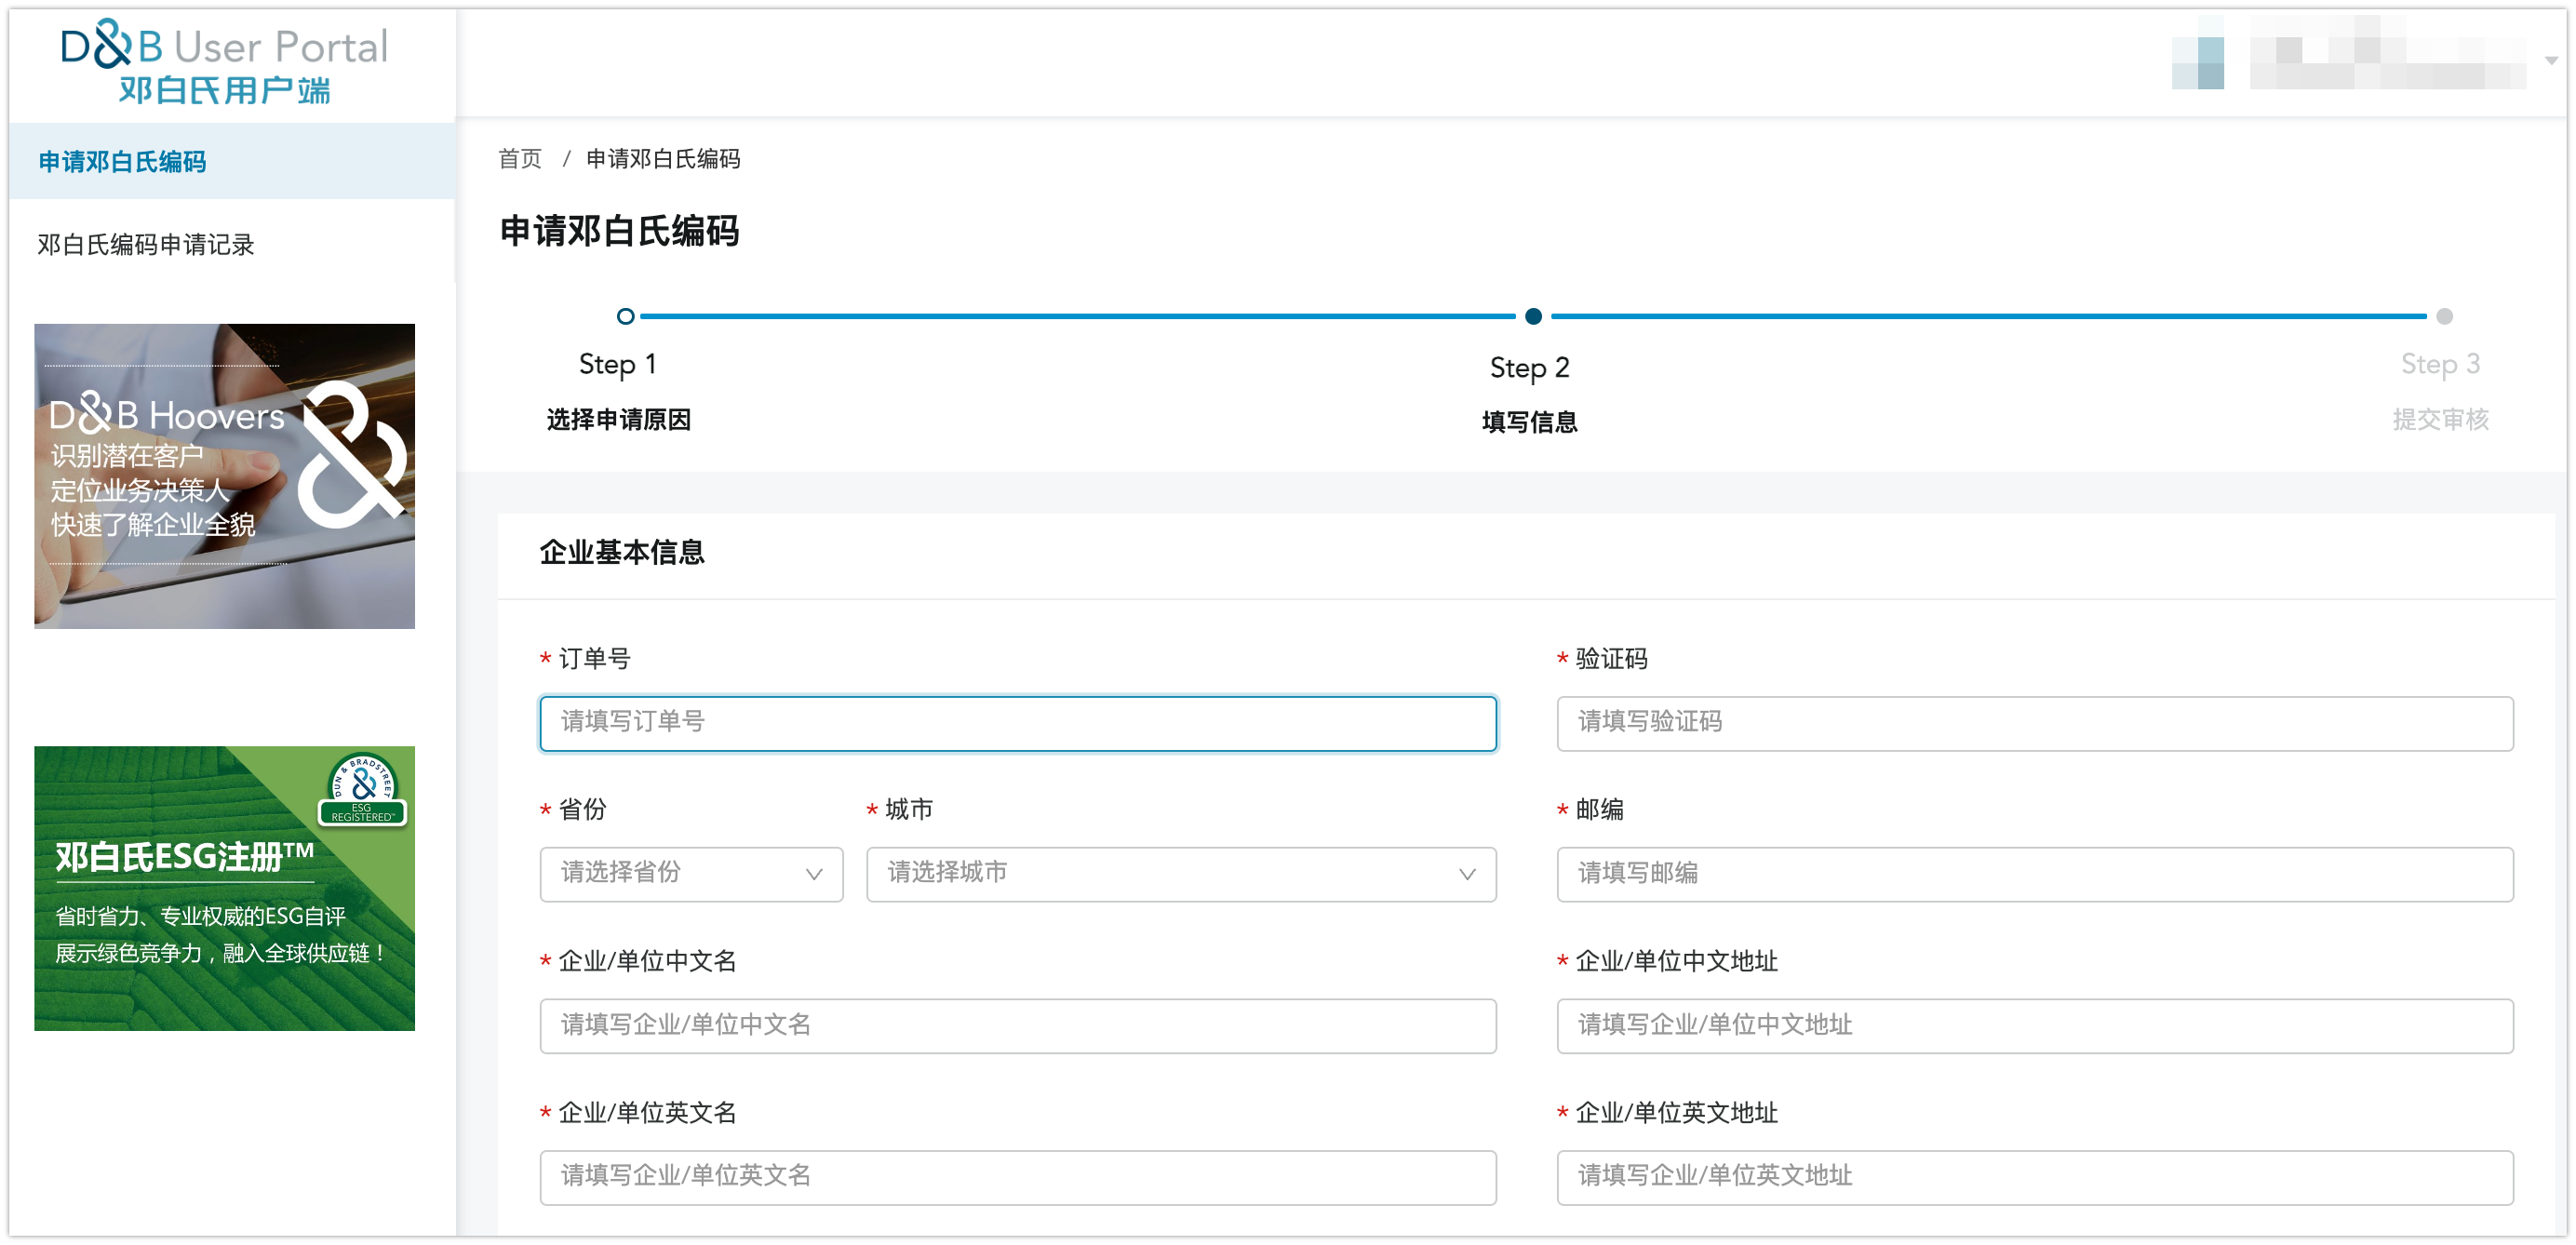 D&B User Portal
邓白氏用户端
申请邓白氏编码
邓白氏编码申请记录
D&B Hoovers
识别潜在客户
定位业务决策人
快速了解企业全貌
DUN & BRADSTREET
ESG
REGISTERED™
邓白氏ESG注册™
省时省力、专业权威的ESG自评
展示绿色竞争力，融入全球供应链！
首页 / 申请邓白氏编码
申请邓白氏编码
Step 1
选择申请原因
Step 2
填写信息
Step 3
提交审核
企业基本信息
* 订单号
请填写订单号
* 验证码
请填写验证码
* 省份
请选择省份
* 城市
请选择城市
* 邮编
请填写邮编
* 企业/单位中文名
请填写企业/单位中文名
* 企业/单位中文地址
请填写企业/单位中文地址
* 企业/单位英文名
请填写企业/单位英文名
* 企业/单位英文地址
请填写企业/单位英文地址